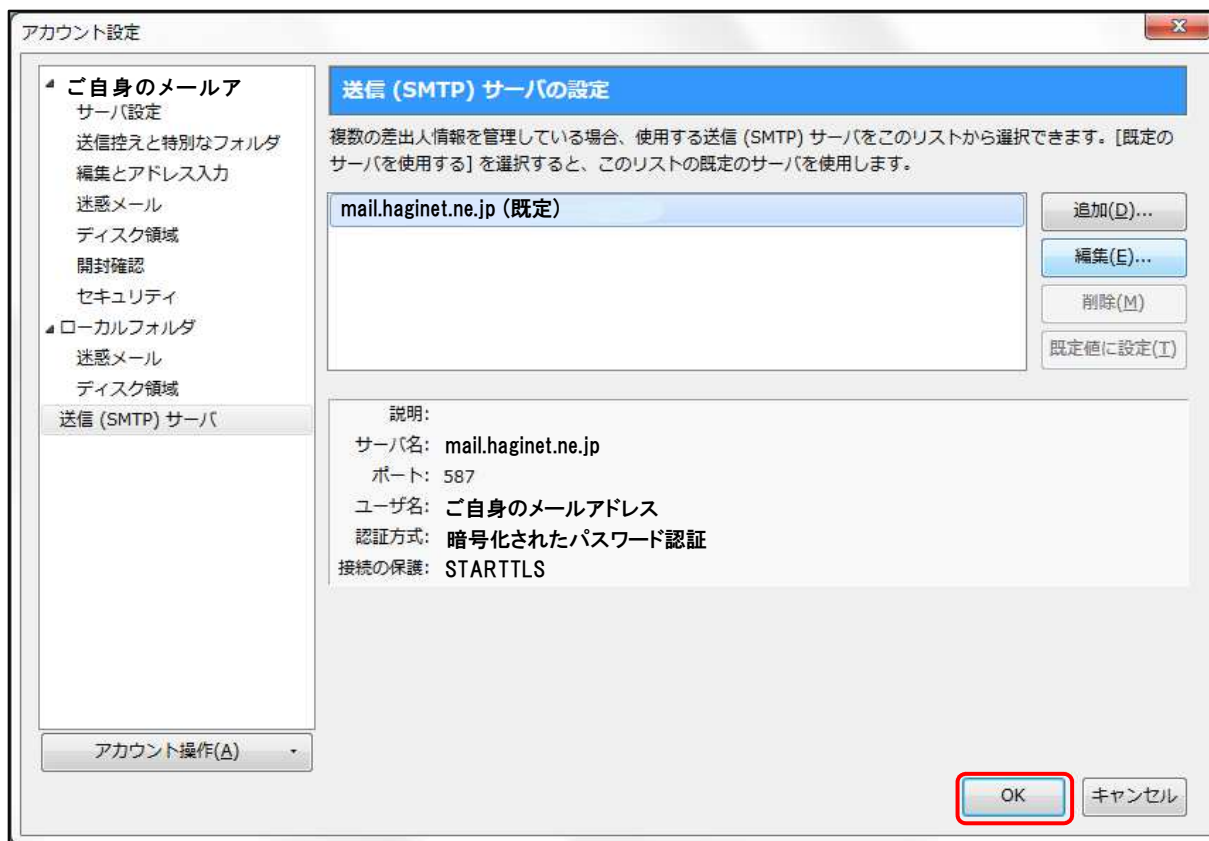 アカウント設定
ご自身のメールア
サーバ設定
送信控えと特別なフォルダ
編集とアドレス入力
迷惑メール
ディスク領域
開封確認
セキュリティ
ローカルフォルダ
迷惑メール
ディスク領域
送信 (SMTP) サーバ
アカウント操作(A)
送信 (SMTP) サーバの設定
複数の差出人情報を管理している場合、使用する送信 (SMTP) サーバをこのリストから選択できます。[既定の
サーバを使用する] を選択すると、このリストの既定のサーバを使用します。
mail.haginet.ne.jp (既定)
追加(D)...
編集(E)...
削除(M)
既定値に設定(T)
説明:
サーバ名: mail.haginet.ne.jp
ポート: 587
ユーザ名: ご自身のメールアドレス
認証方式: 暗号化されたパスワード認証
接続の保護: STARTTLS
OK
キャンセル